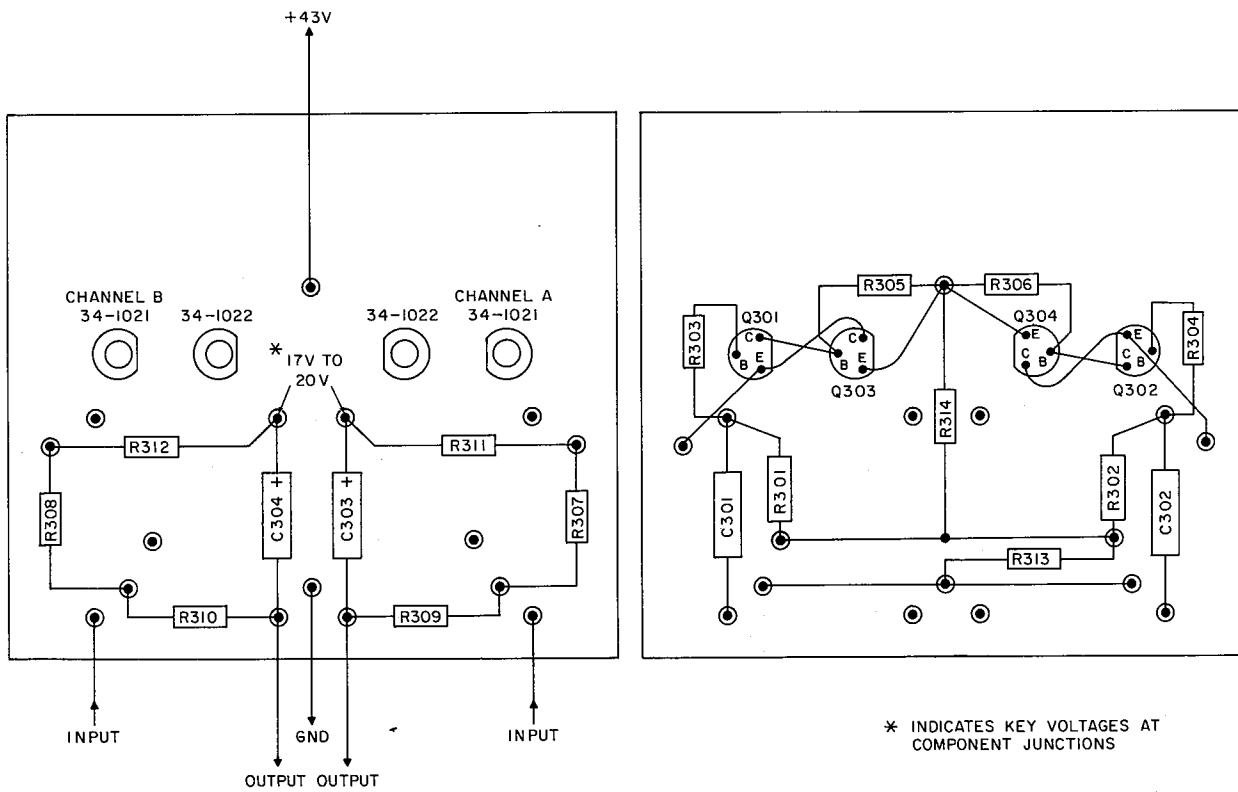 +43V
CHANNEL B
34-1021
34-1022
34-1022
CHANNEL A
34-1021
* 17V TO
20V
R312
R311
R308
C304 +
C303 +
R307
R310
R309
INPUT
GND
INPUT
OUTPUT OUTPUT
R305
R306
R303
Q301
C
B
E
C
B
E
Q303
Q304
E
C
B
E
C
B
Q302
R304
R314
C301
R301
R302
C302
R313
* INDICATES KEY VOLTAGES AT
COMPONENT JUNCTIONS